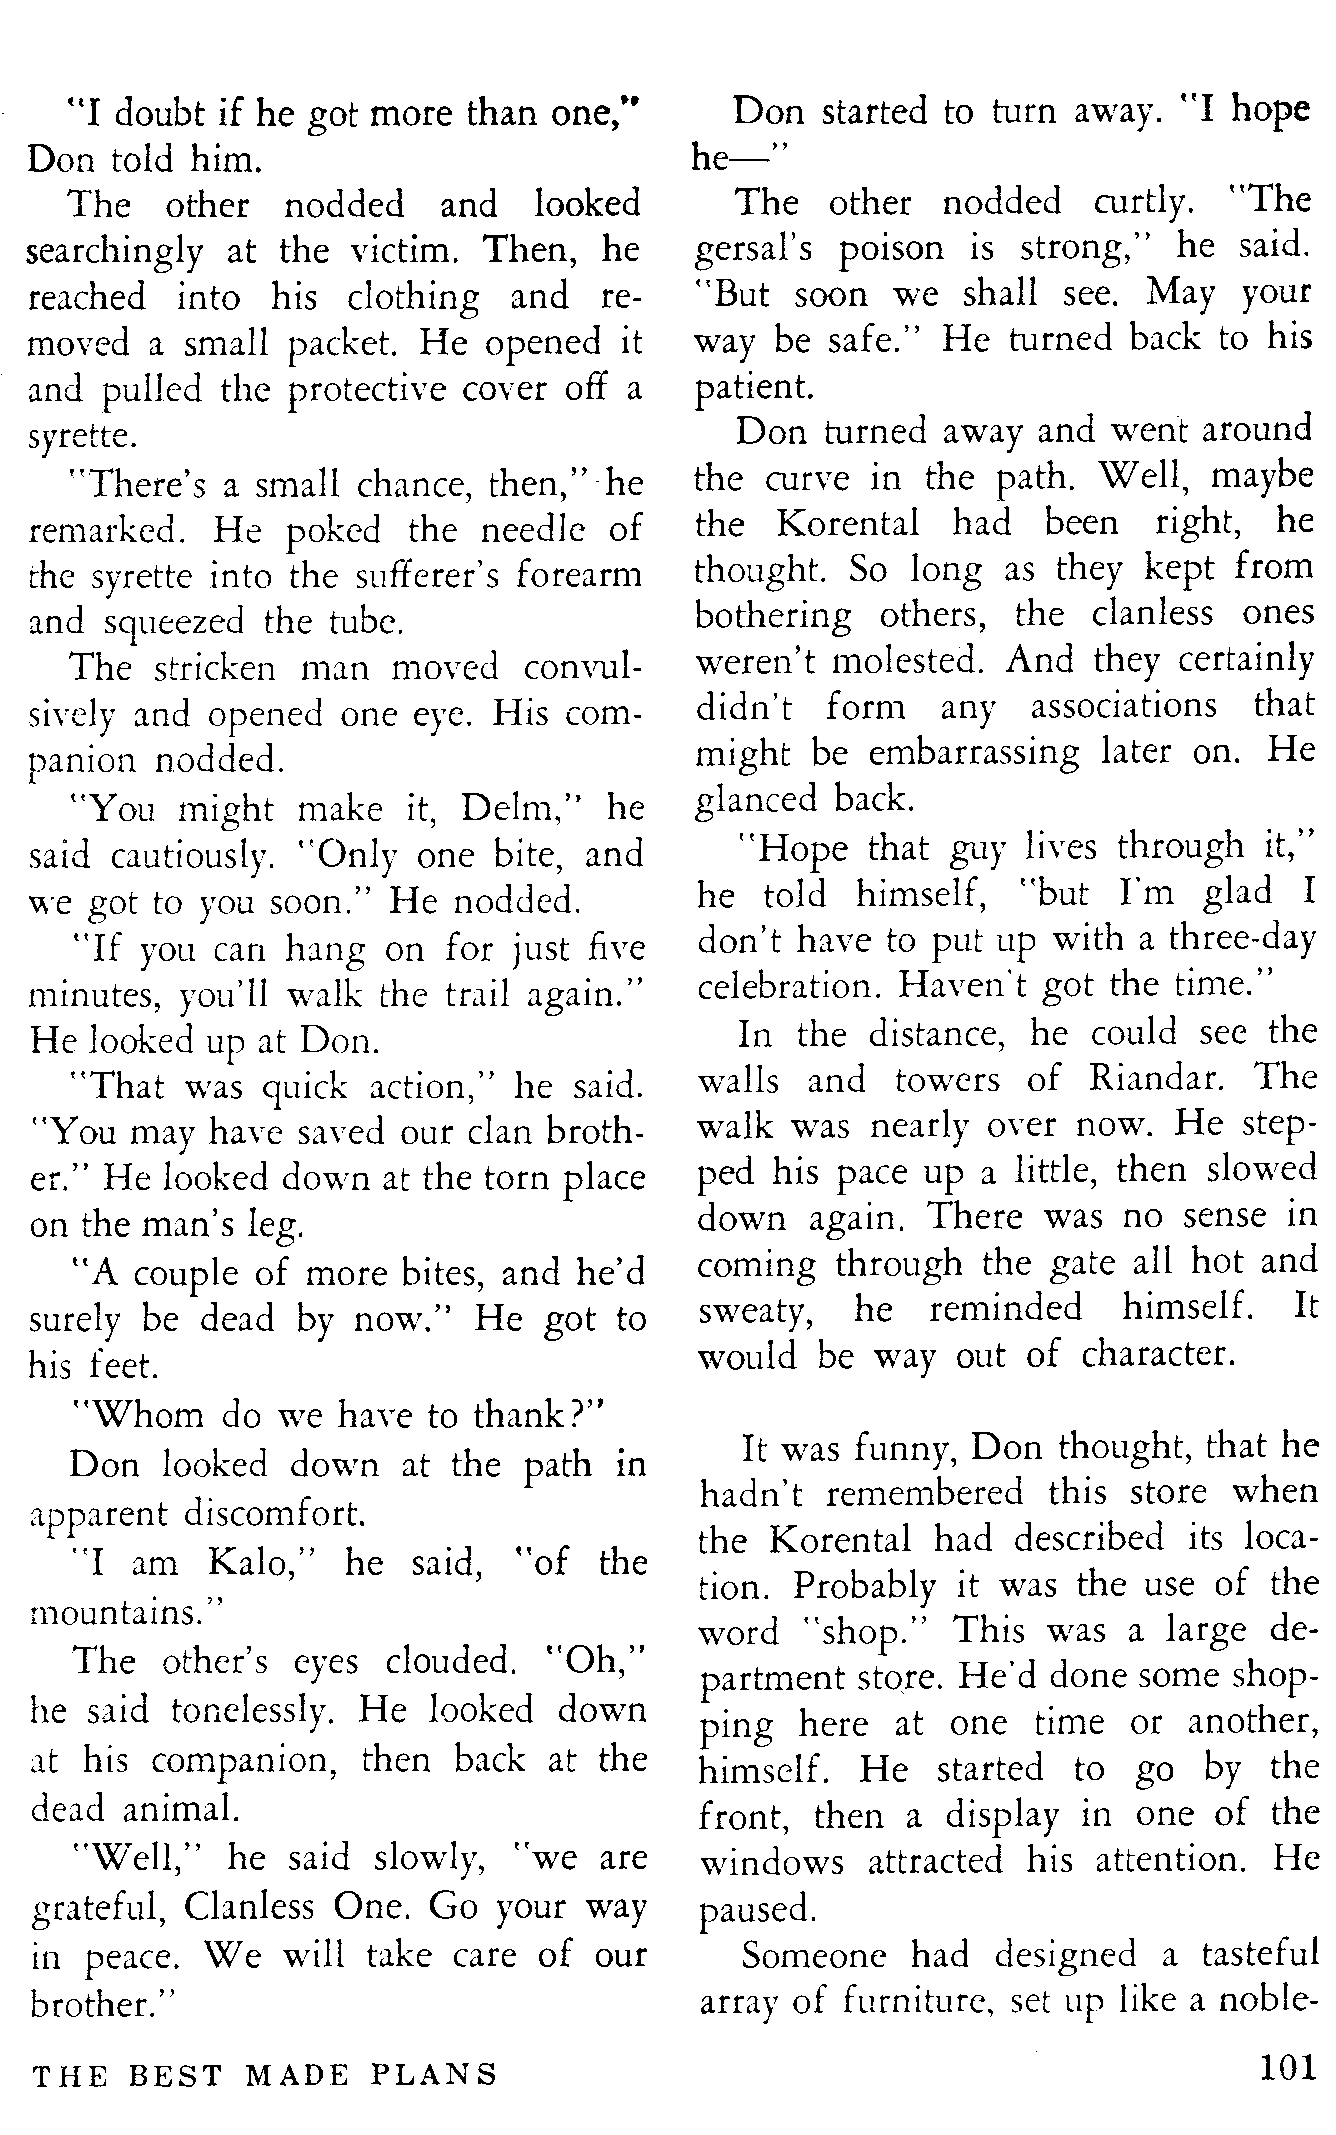 "I doubt if he got more than one,"
Don told him.
The other nodded and looked
searchingly at the victim. Then, he
reached into his clothing and re-
moved a small packet. He opened it
and pulled the protective cover off a
syrette.
"There's a small chance, then," he
remarked. He poked the needle of
the syrette into the sufferer's forearm
and squeezed the tube.
The stricken man moved convul-
sively and opened one eye. His com-
panion nodded.
"You might make it, Delm," he
said cautiously. "Only one bite, and
we got to you soon." He nodded.
"If you can hang on for just five
minutes, you'll walk the trail again."
He looked up at Don.
"That was quick action," he said.
"You may have saved our clan broth-
er." He looked down at the torn place
on the man's leg.
"A couple of more bites, and he'd
surely be dead by now." He got to
his feet.
"Whom do we have to thank?"
Don looked down at the path in
apparent discomfort.
"I am Kalo," he said, "of the
mountains."
The other's eyes clouded. "Oh,"
he said tonelessly. He looked down
at his companion, then back at the
dead animal.
"Well," he said slowly, "we are
grateful, Clanless One. Go your way
in peace. We will take care of our
brother."
Don started to turn away. "I hope
he—"
The other nodded curtly. "The
gersal's poison is strong," he said.
"But soon we shall see. May your
way be safe." He turned back to his
patient.
Don turned away and went around
the curve in the path. Well, maybe
the Korental had been right, he
thought. So long as they kept from
bothering others, the clanless ones
weren't molested. And they certainly
didn't form any associations that
might be embarrassing later on. He
glanced back.
"Hope that guy lives through it,"
he told himself, "but I'm glad I
don't have to put up with a three-day
celebration. Haven't got the time."
In the distance, he could see the
walls and towers of Riandar. The
walk was nearly over now. He step-
ped his pace up a little, then slowed
down again. There was no sense in
coming through the gate all hot and
sweaty, he reminded himself. It
would be way out of character.
It was funny, Don thought, that he
hadn't remembered this store when
the Korental had described its loca-
tion. Probably it was the use of the
word "shop." This was a large de-
partment store. He'd done some shop-
ping here at one time or another,
himself. He started to go by the
front, then a display in one of the
windows attracted his attention. He
paused.
Someone had designed a tasteful
array of furniture, set up like a noble-
THE BEST MADE PLANS
101